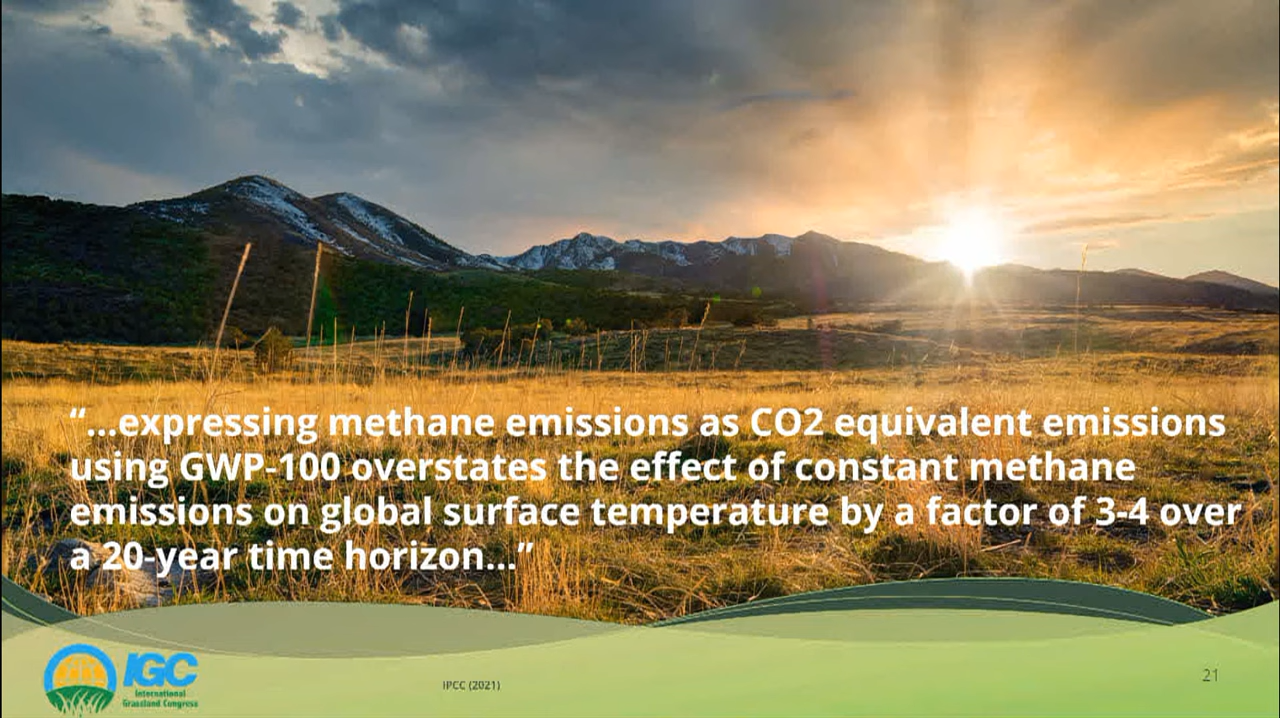 “...expressing methane emissions as CO2 equivalent emissions
using GWP-100 overstates the effect of constant methane
emissions on global surface temperature by a factor of 3-4 over
a 20-year time horizon...”
IGC
International
Grassland Congress
IPCC (2021)
21